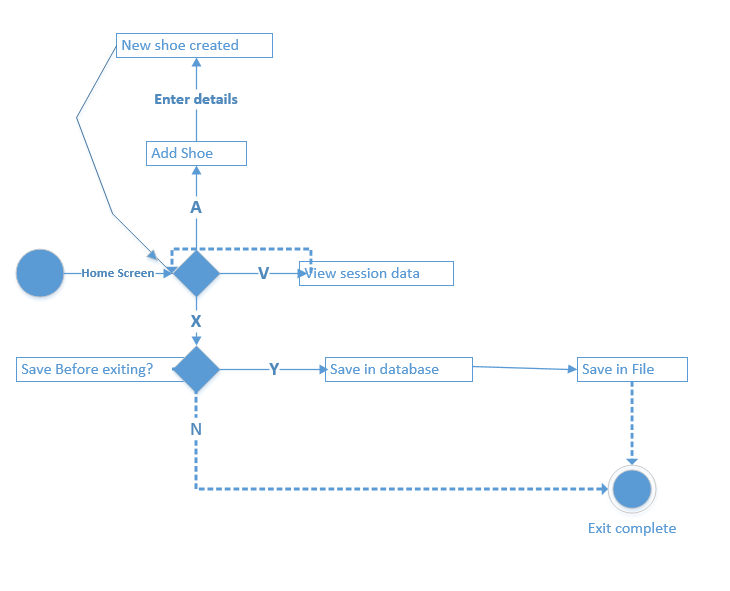 New shoe created
Enter details
Add Shoe
A
Home Screen
V
View session data
X
Save Before exiting?
Y
Save in database
Save in File
N
Exit complete